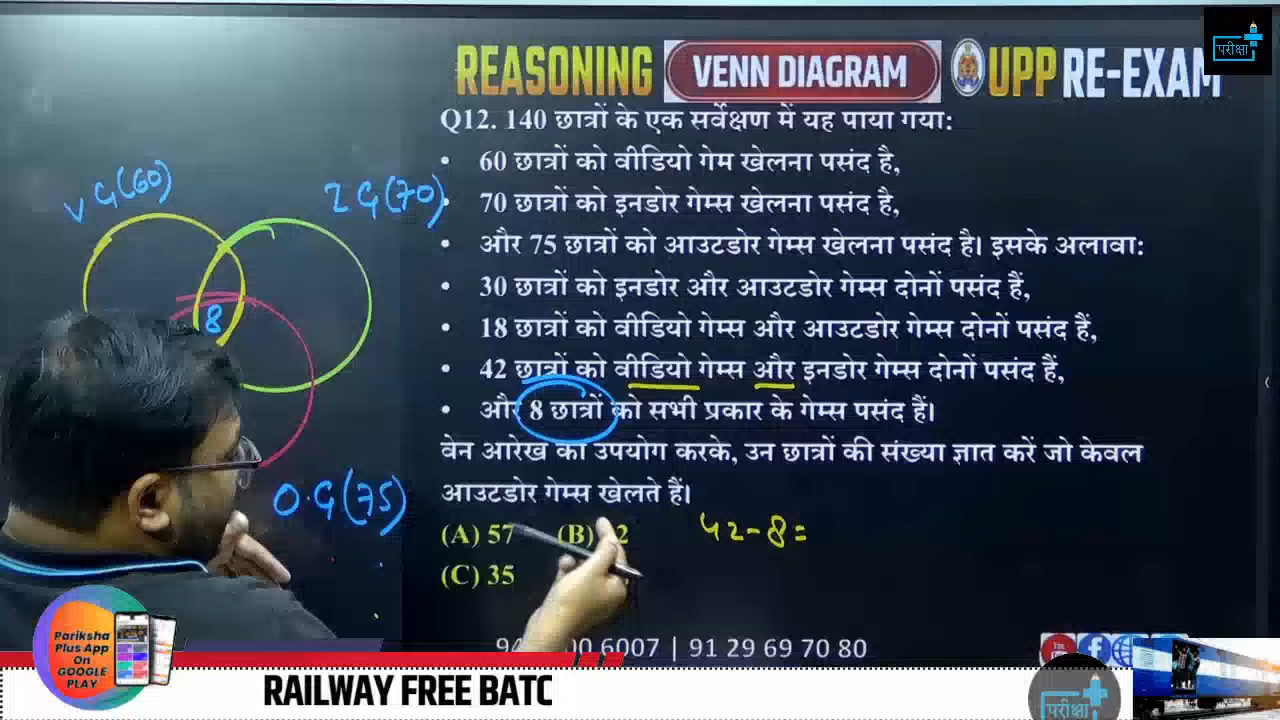 परीक्षा
REASONING VENN DIAGRAM UPP RE-EXAM
Q12. 140 छात्रों के एक सर्वेक्षण में यह पाया गया:
• 60 छात्रों को वीडियो गेम खेलना पसंद है,
• 70 छात्रों को इनडोर गेम्स खेलना पसंद है,
• और 75 छात्रों को आउटडोर गेम्स खेलना पसंद है। इसके अलावा:
• 30 छात्रों को इनडोर और आउटडोर गेम्स दोनों पसंद हैं,
• 18 छात्रों को वीडियो गेम्स और आउटडोर गेम्स दोनों पसंद हैं,
• 42 छात्रों को वीडियो गेम्स और इनडोर गेम्स दोनों पसंद हैं,
• और 8 छात्रों को सभी प्रकार के गेम्स पसंद हैं।
वेन आरेख का उपयोग करके, उन छात्रों की संख्या ज्ञात करें जो केवल
आउटडोर गेम्स खेलते हैं।
(A) 57 (B)
(C) 35
42-8=
VG(60)
IG(70)
8
O.G(75)
6007 | 91 29 69 70 80
Pariksha
Plus App
On
GOOGLE
PLAY
RAILWAY FREE BATC
परीक्षा